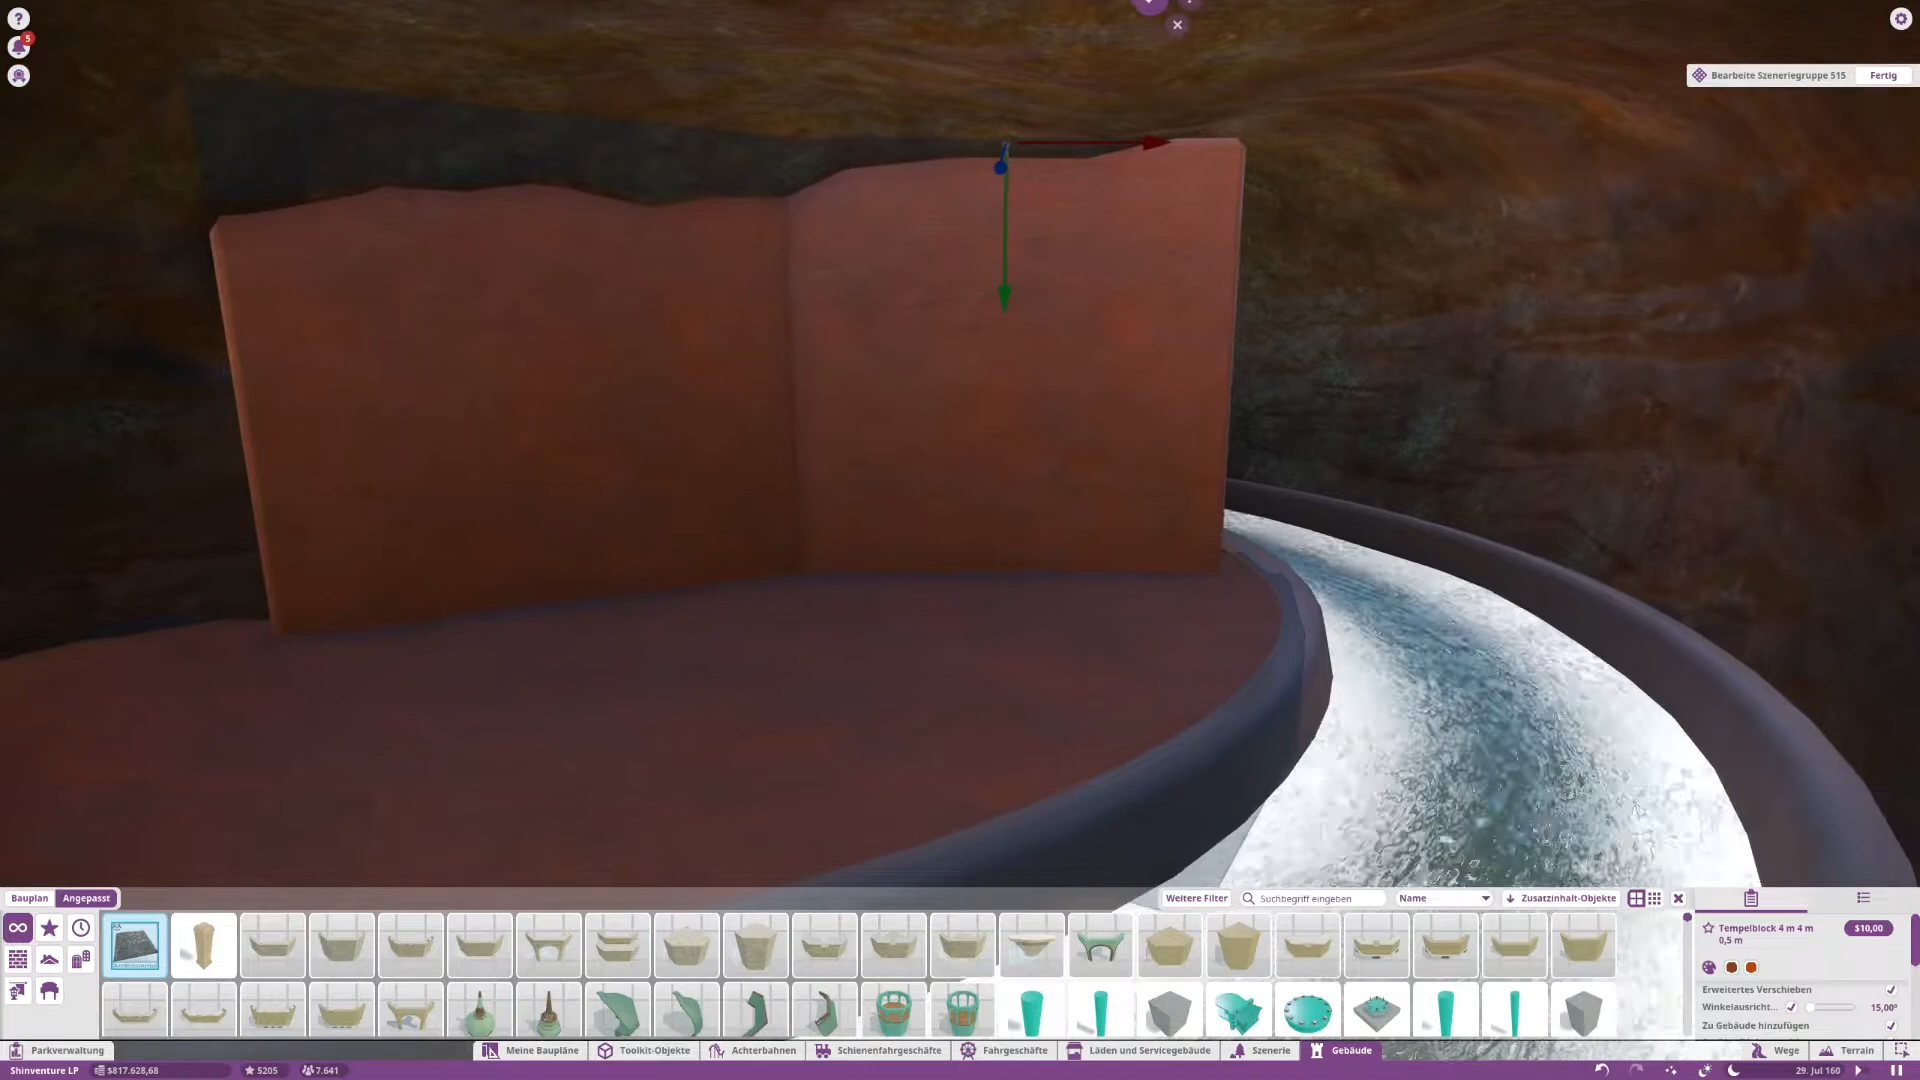 ?
5
Bearbeite Szeneriegruppe 515
Fertig
Bauplan
Angepasst
Weitere Filter
Suchbegriff eingeben
Name
Zusatzinhalt-Objekte
Tempelblock 4 m 4 m 0,5 m
$10,00
Erweitertes Verschieben
Winkelausricht...
15,00°
Zu Gebäude hinzufügen
Parkverwaltung
Meine Baupläne
Toolkit-Objekte
Achterbahnen
Schienenfahrgeschäfte
Fahrgeschäfte
Läden und Servicegebäude
Szenerie
Gebäude
Wege
Terrain
Shinventure LP
$817.628,68
5205
7.641
29. Jul 160